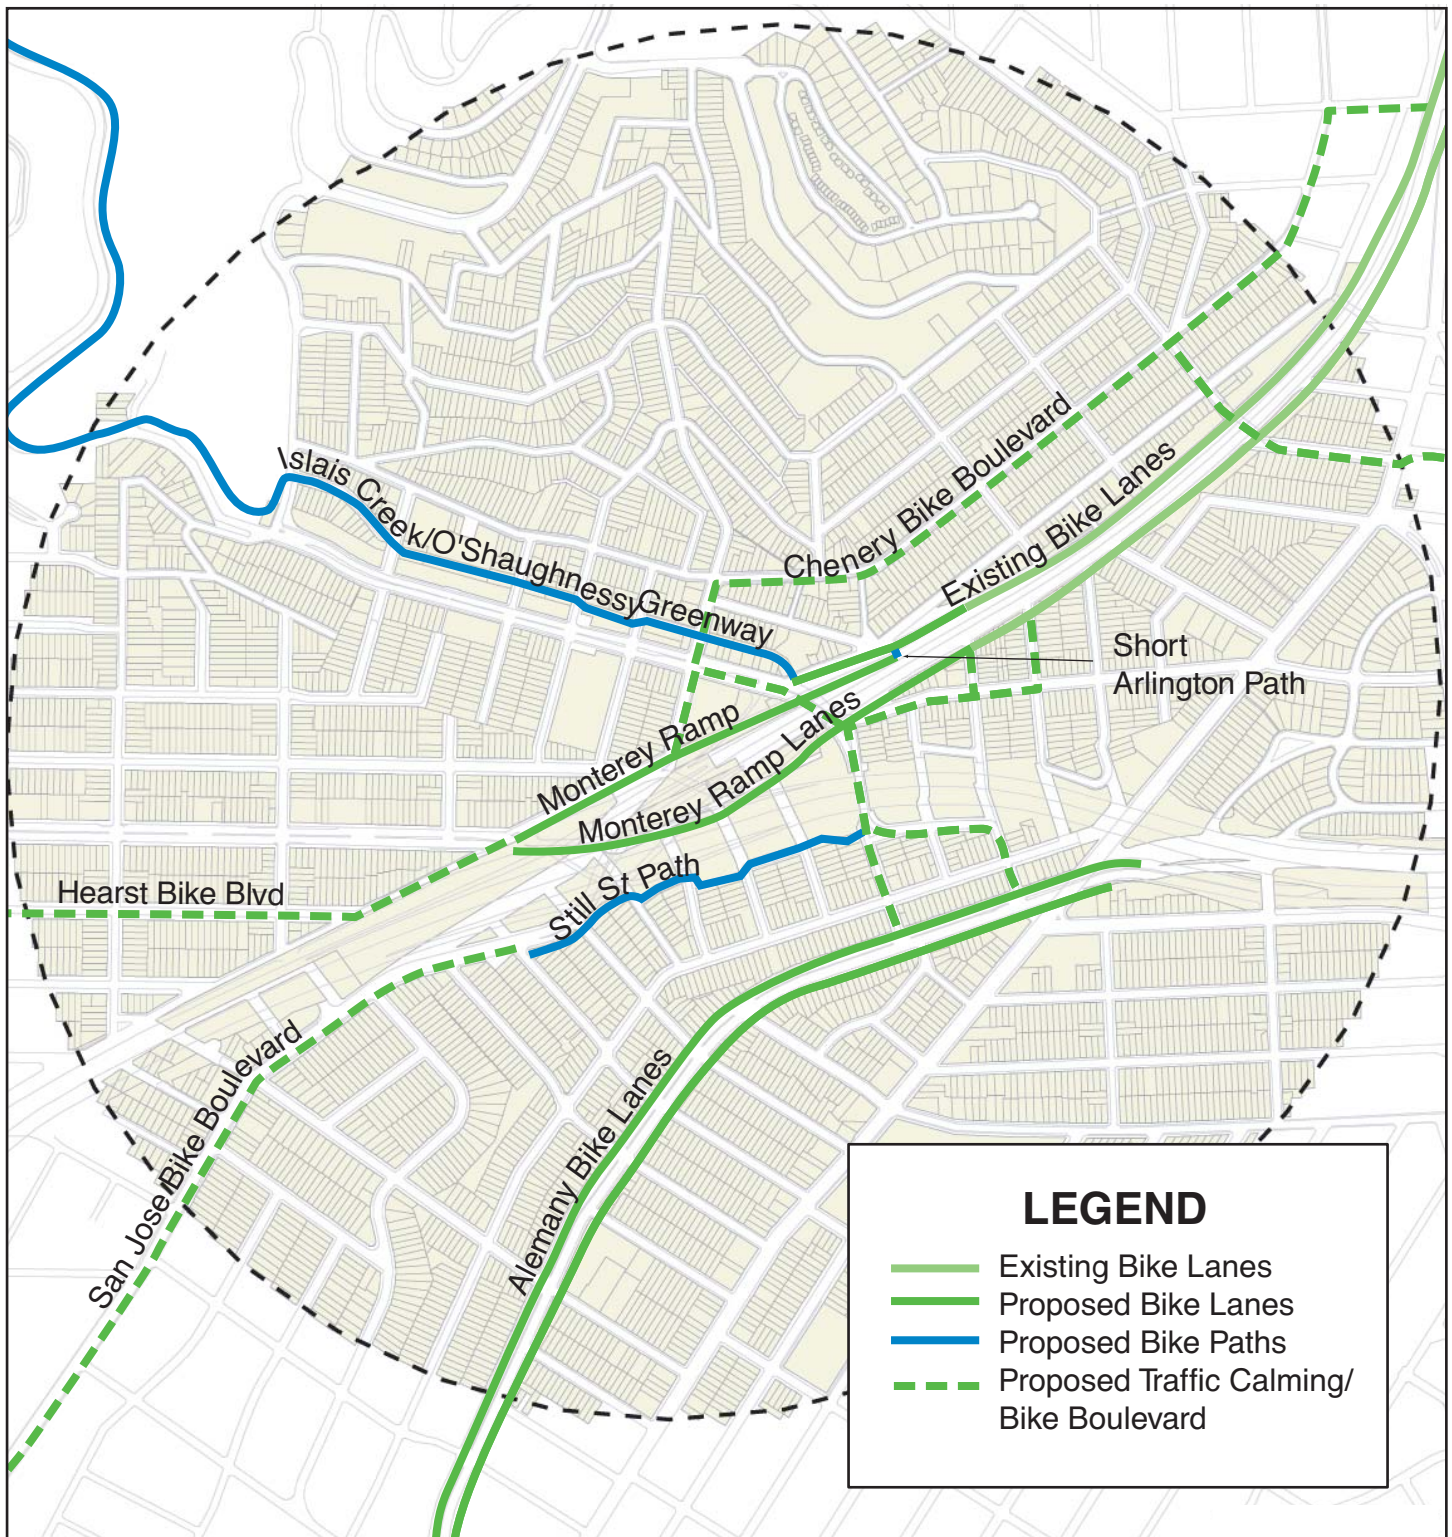 Islais Creek/O'Shaughnessy Greenway
Chenery Bike Boulevard
Existing Bike Lanes
Short
Arlington Path
Monterey Ramp
Monterey Ramp Lanes
Still St Path
Hearst Bike Blvd
San Jose Bike Boulevard
Alemany Bike Lanes
LEGEND
Existing Bike Lanes
Proposed Bike Lanes
Proposed Bike Paths
Proposed Traffic Calming/
Bike Boulevard